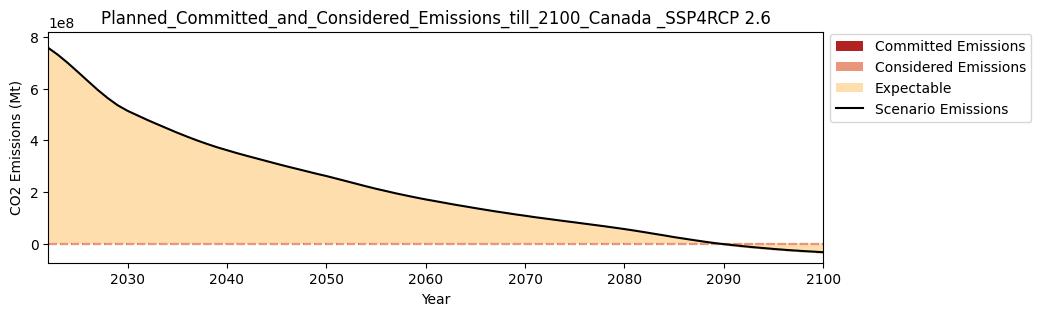 Planned_Committed_and_Considered_Emissions_till_2100_Canada _SSP4RCP 2.6
1e8
8
6
4
2
0
CO2 Emissions (Mt)
2030 2040 2050 2060 2070 2080 2090 2100
Year
Committed Emissions
Considered Emissions
Expectable
Scenario Emissions